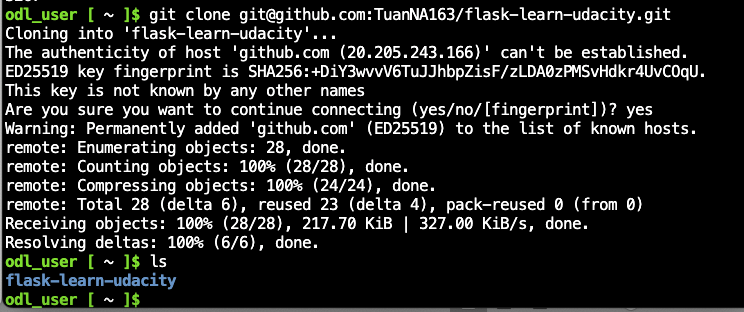 odl_user [ ~ ]$ git clone git@github.com:TuanNA163/flask-learn-udacity.git
Cloning into 'flask-learn-udacity'...
The authenticity of host 'github.com (20.205.243.166)' can't be established.
ED25519 key fingerprint is SHA256:+DiY3wvvV6TuJJhbpZisF/zLDA0zPMSvHdkr4UvCOqU.
This key is not known by any other names
Are you sure you want to continue connecting (yes/no/[fingerprint])? yes
Warning: Permanently added 'github.com' (ED25519) to the list of known hosts.
remote: Enumerating objects: 28, done.
remote: Counting objects: 100% (28/28), done.
remote: Compressing objects: 100% (24/24), done.
remote: Total 28 (delta 6), reused 23 (delta 4), pack-reused 0 (from 0)
Receiving objects: 100% (28/28), 217.70 KiB | 327.00 KiB/s, done.
Resolving deltas: 100% (6/6), done.
odl_user [ ~ ]$ ls
flask-learn-udacity
odl_user [ ~ ]$